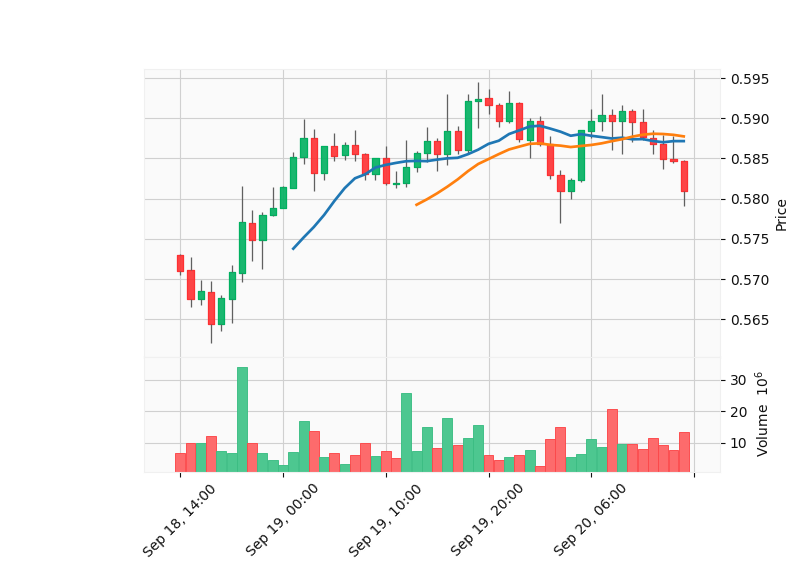 0.595
0.590
0.585
0.580
0.575
0.570
0.565
Price
30
20
10
Volume 10⁶
Sep 18, 14:00
Sep 19, 00:00
Sep 19, 10:00
Sep 19, 20:00
Sep 20, 06:00